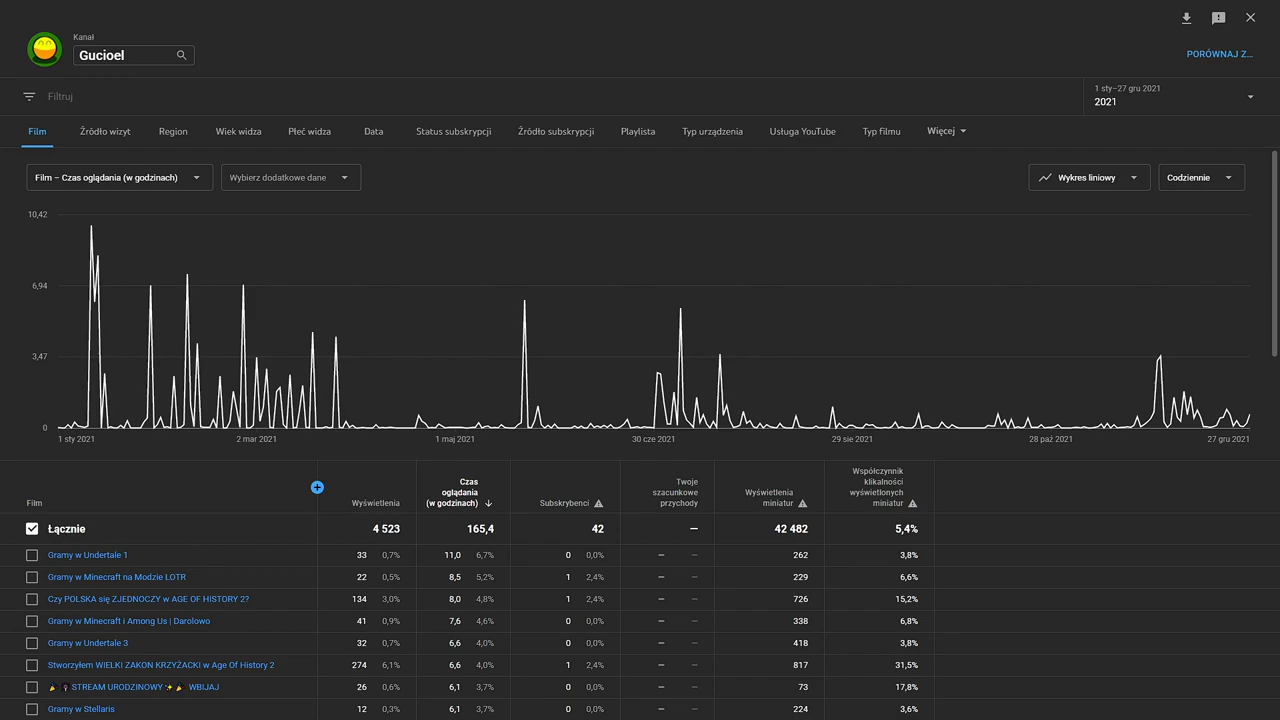 Kanał
Gucioel
PORÓWNAJ Z…
Filtruj
1 sty–27 gru 2021
2021
Film Źródło wizyt Region Wiek widza Płeć widza Data Status subskrypcji Źródło subskrypcji Playlista Typ urządzenia Usługa YouTube Typ filmu Więcej
Film – Czas oglądania (w godzinach) Wybierz dodatkowe dane Wykres liniowy Codziennie
10,42
6,94
3,47
0
1 sty 2021 2 mar 2021 1 maj 2021 30 cze 2021 29 sie 2021 28 paź 2021 27 gru 2021
Film Wyświetlenia Czas oglądania (w godzinach) Subskrybenci Twoje szacunkowe przychody Wyświetlenia miniatur Współczynnik klikalności wyświetlonych miniatur
Łącznie 4 523 165,4 42 — 42 482 5,4%
Gramy w Undertale 1 33 0,7% 11,0 6,7% 0 0,0% — — 262 3,8%
Gramy w Minecraft na Modzie LOTR 22 0,5% 8,5 5,2% 1 2,4% — — 229 6,6%
Czy POLSKA się ZJEDNOCZY w AGE OF HISTORY 2? 134 3,0% 8,0 4,8% 1 2,4% — — 726 15,2%
Gramy w Minecraft i Among Us | Darolowo 41 0,9% 7,6 4,6% 0 0,0% — — 338 6,8%
Gramy w Undertale 3 32 0,7% 6,6 4,0% 0 0,0% — — 418 3,8%
Stworzyłem WIELKI ZAKON KRZYŻACKI w Age Of History 2 274 6,1% 6,6 4,0% 1 2,4% — — 817 31,5%
🎉🎈STREAM URODZINOWY✨🎉 WBIJAJ 26 0,6% 6,1 3,7% 0 0,0% — — 73 17,8%
Gramy w Stellaris 12 0,3% 6,1 3,7% 0 0,0% — — 224 3,6%